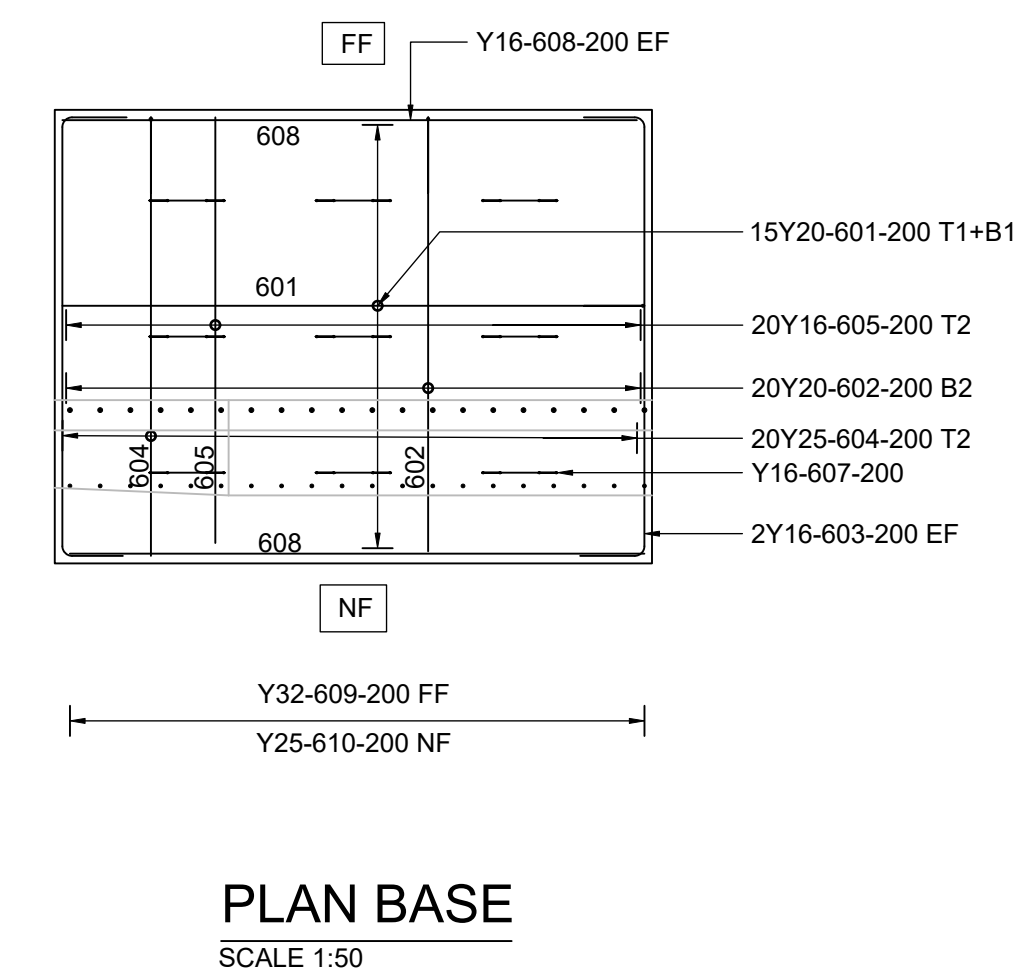 FF
Y16-608-200 EF
608
15Y20-601-200 T1+B1
601
20Y16-605-200 T2
20Y20-602-200 B2
20Y25-604-200 T2
604
605
602
Y16-607-200
2Y16-603-200 EF
608
NF
Y32-609-200 FF
Y25-610-200 NF
PLAN BASE
SCALE 1:50